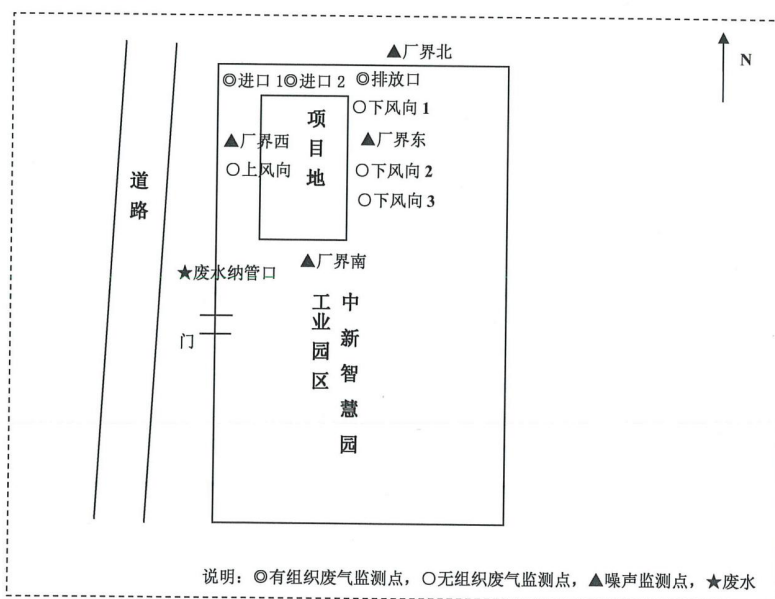 ▲厂界北
N
◎进口 1◎进口 2 ◎排放口
○下风向 1
项目地
▲厂界西
▲厂界东
○上风向
○下风向 2
○下风向 3
道路
▲厂界南
★废水纳管口
门
中新智慧园
工业园区
说明：◎有组织废气监测点，○无组织废气监测点，▲噪声监测点，★废水